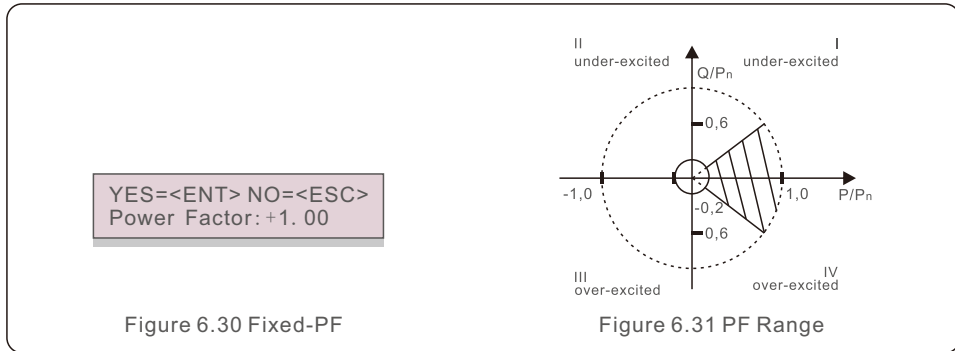 YES=<ENT> NO=<ESC>
Power Factor:+1. 00
Figure 6.30 Fixed-PF
II
under-excited
I
under-excited
Q/Pn
0,6
-1,0
1,0
P/Pn
-0,2
0,6
III
over-excited
IV
over-excited
Figure 6.31 PF Range